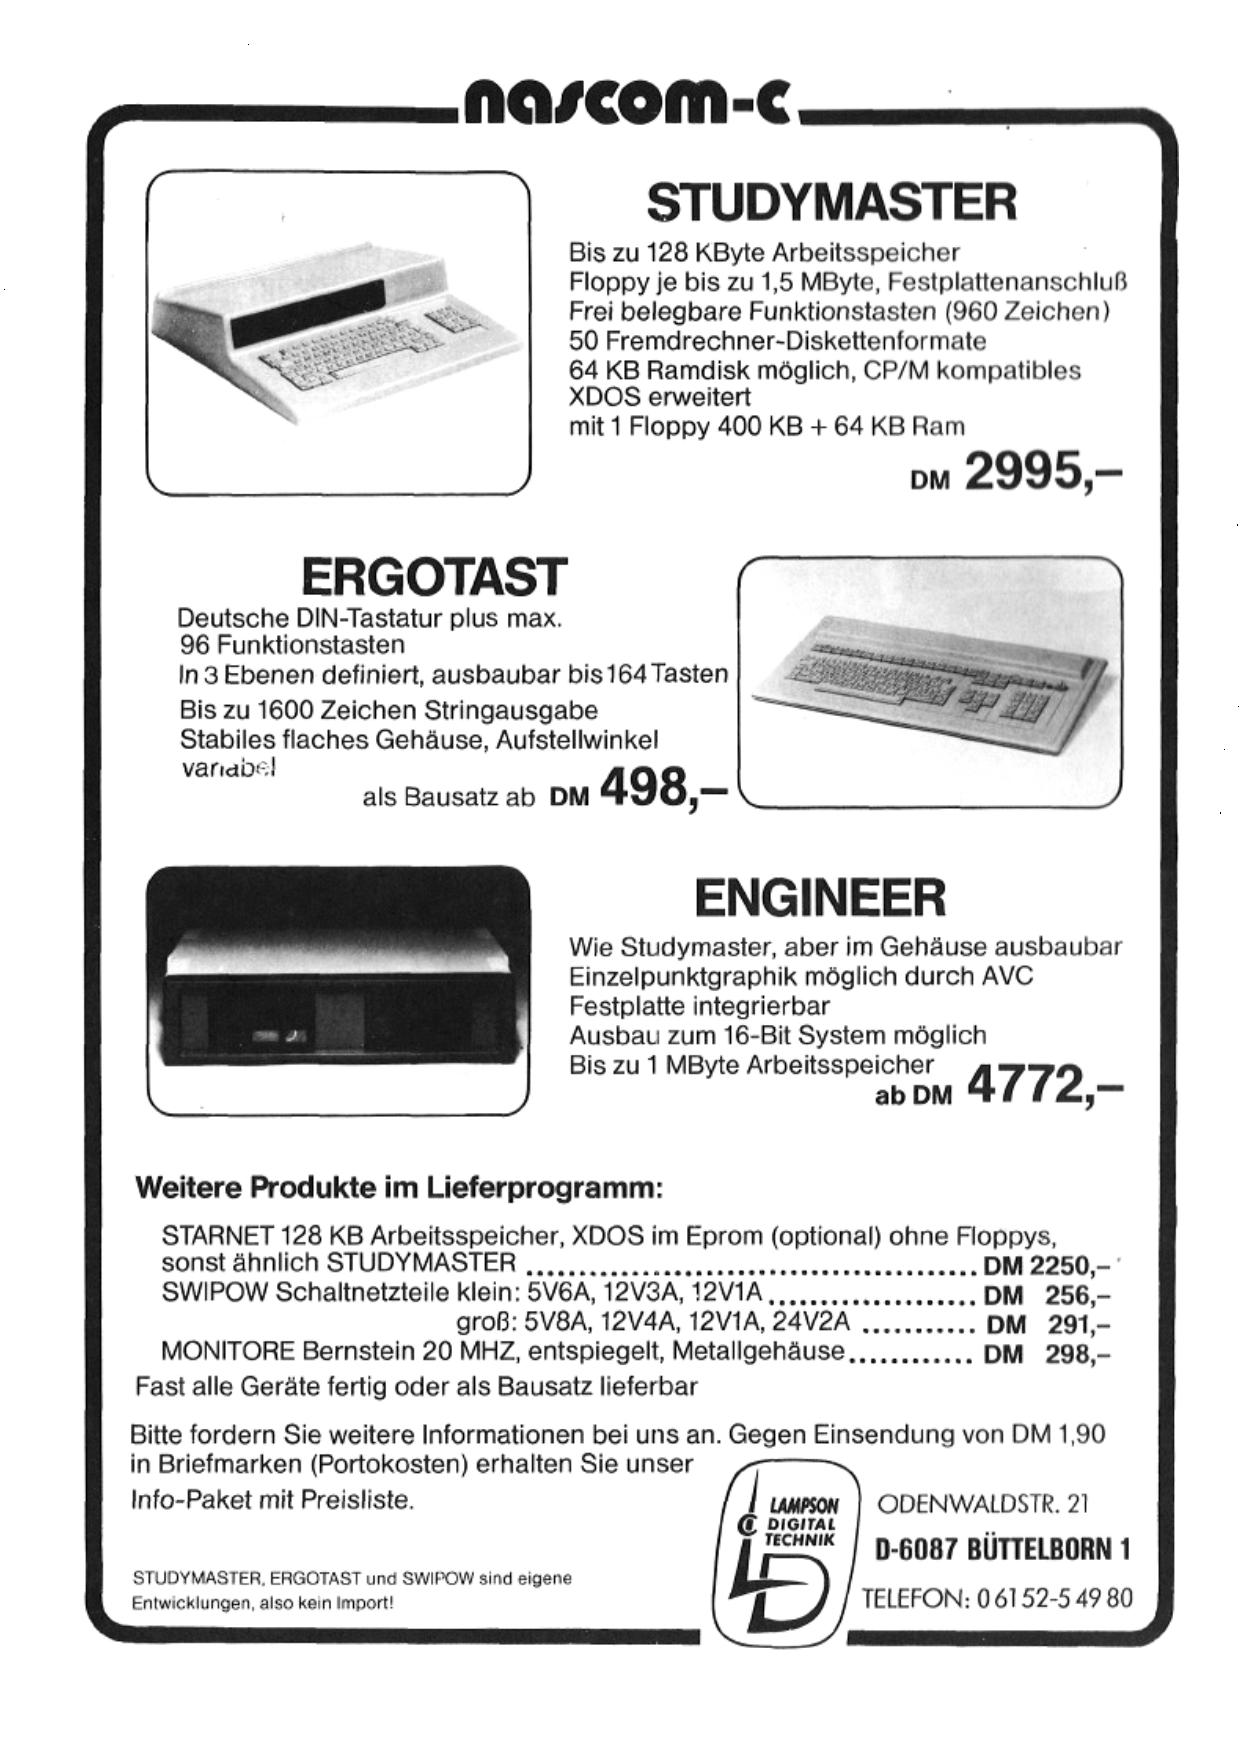 nascom-c
STUDYMASTER
Bis zu 128 KByte Arbeitsspeicher
Floppy je bis zu 1,5 MByte, Festplattenanschluß
Frei belegbare Funktionstasten (960 Zeichen)
50 Fremdrechner-Diskettenformate
64 KB Ramdisk möglich, CP/M kompatibles
XDOS erweitert
mit 1 Floppy 400 KB + 64 KB Ram
DM 2995,–
ERGOTAST
Deutsche DIN-Tastatur plus max.
96 Funktionstasten
In 3 Ebenen definiert, ausbaubar bis 164 Tasten
Bis zu 1600 Zeichen Stringausgabe
Stabiles flaches Gehäuse, Aufstellwinkel
variabel
als Bausatz ab DM 498,–
ENGINEER
Wie Studymaster, aber im Gehäuse ausbaubar
Einzelpunktgraphik möglich durch AVC
Festplatte integrierbar
Ausbau zum 16-Bit System möglich
Bis zu 1 MByte Arbeitsspeicher
ab DM 4772,–
Weitere Produkte im Lieferprogramm:
STARNET 128 KB Arbeitsspeicher, XDOS im Eprom (optional) ohne Floppys,
sonst ähnlich STUDYMASTER ........................................... DM 2250,–
SWIPOW Schaltnetzteile klein: 5V6A, 12V3A, 12V1A .................... DM 256,–
groß: 5V8A, 12V4A, 12V1A, 24V2A ........... DM 291,–
MONITORE Bernstein 20 MHZ, entspiegelt, Metallgehäuse............ DM 298,–
Fast alle Geräte fertig oder als Bausatz lieferbar
Bitte fordern Sie weitere Informationen bei uns an. Gegen Einsendung von DM 1,90
in Briefmarken (Portokosten) erhalten Sie unser
Info-Paket mit Preisliste.
STUDYMASTER, ERGOTAST und SWIPOW sind eigene
Entwicklungen, also kein Import!
LAMPSON
DIGITAL
TECHNIK
ODENWALDSTR. 21
D-6087 BÜTTELBORN 1
TELEFON: 0 61 52-5 49 80